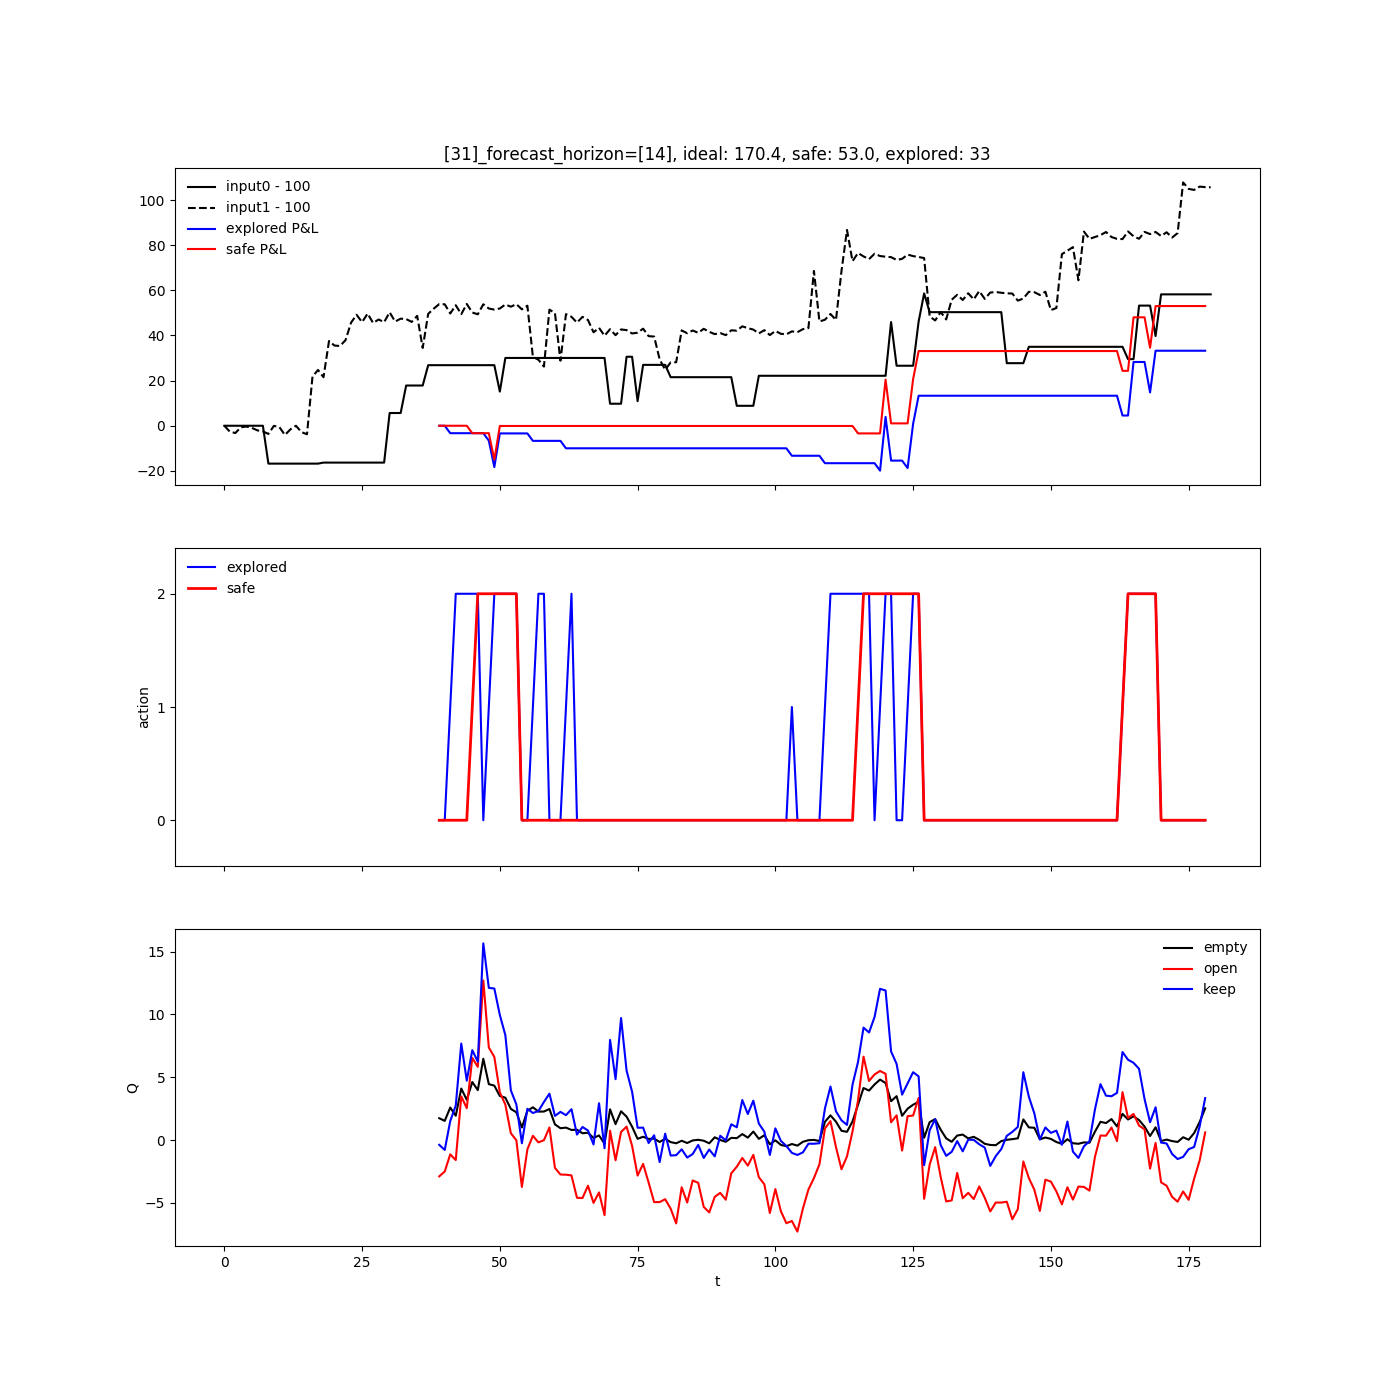 [31]_forecast_horizon=[14], ideal: 170.4, safe: 53.0, explored: 33
input0 - 100
input1 - 100
explored P&L
safe P&L
100
80
60
40
20
0
−20
explored
safe
2
1
0
action
empty
open
keep
15
10
5
0
−5
Q
0 25 50 75 100 125 150 175
t